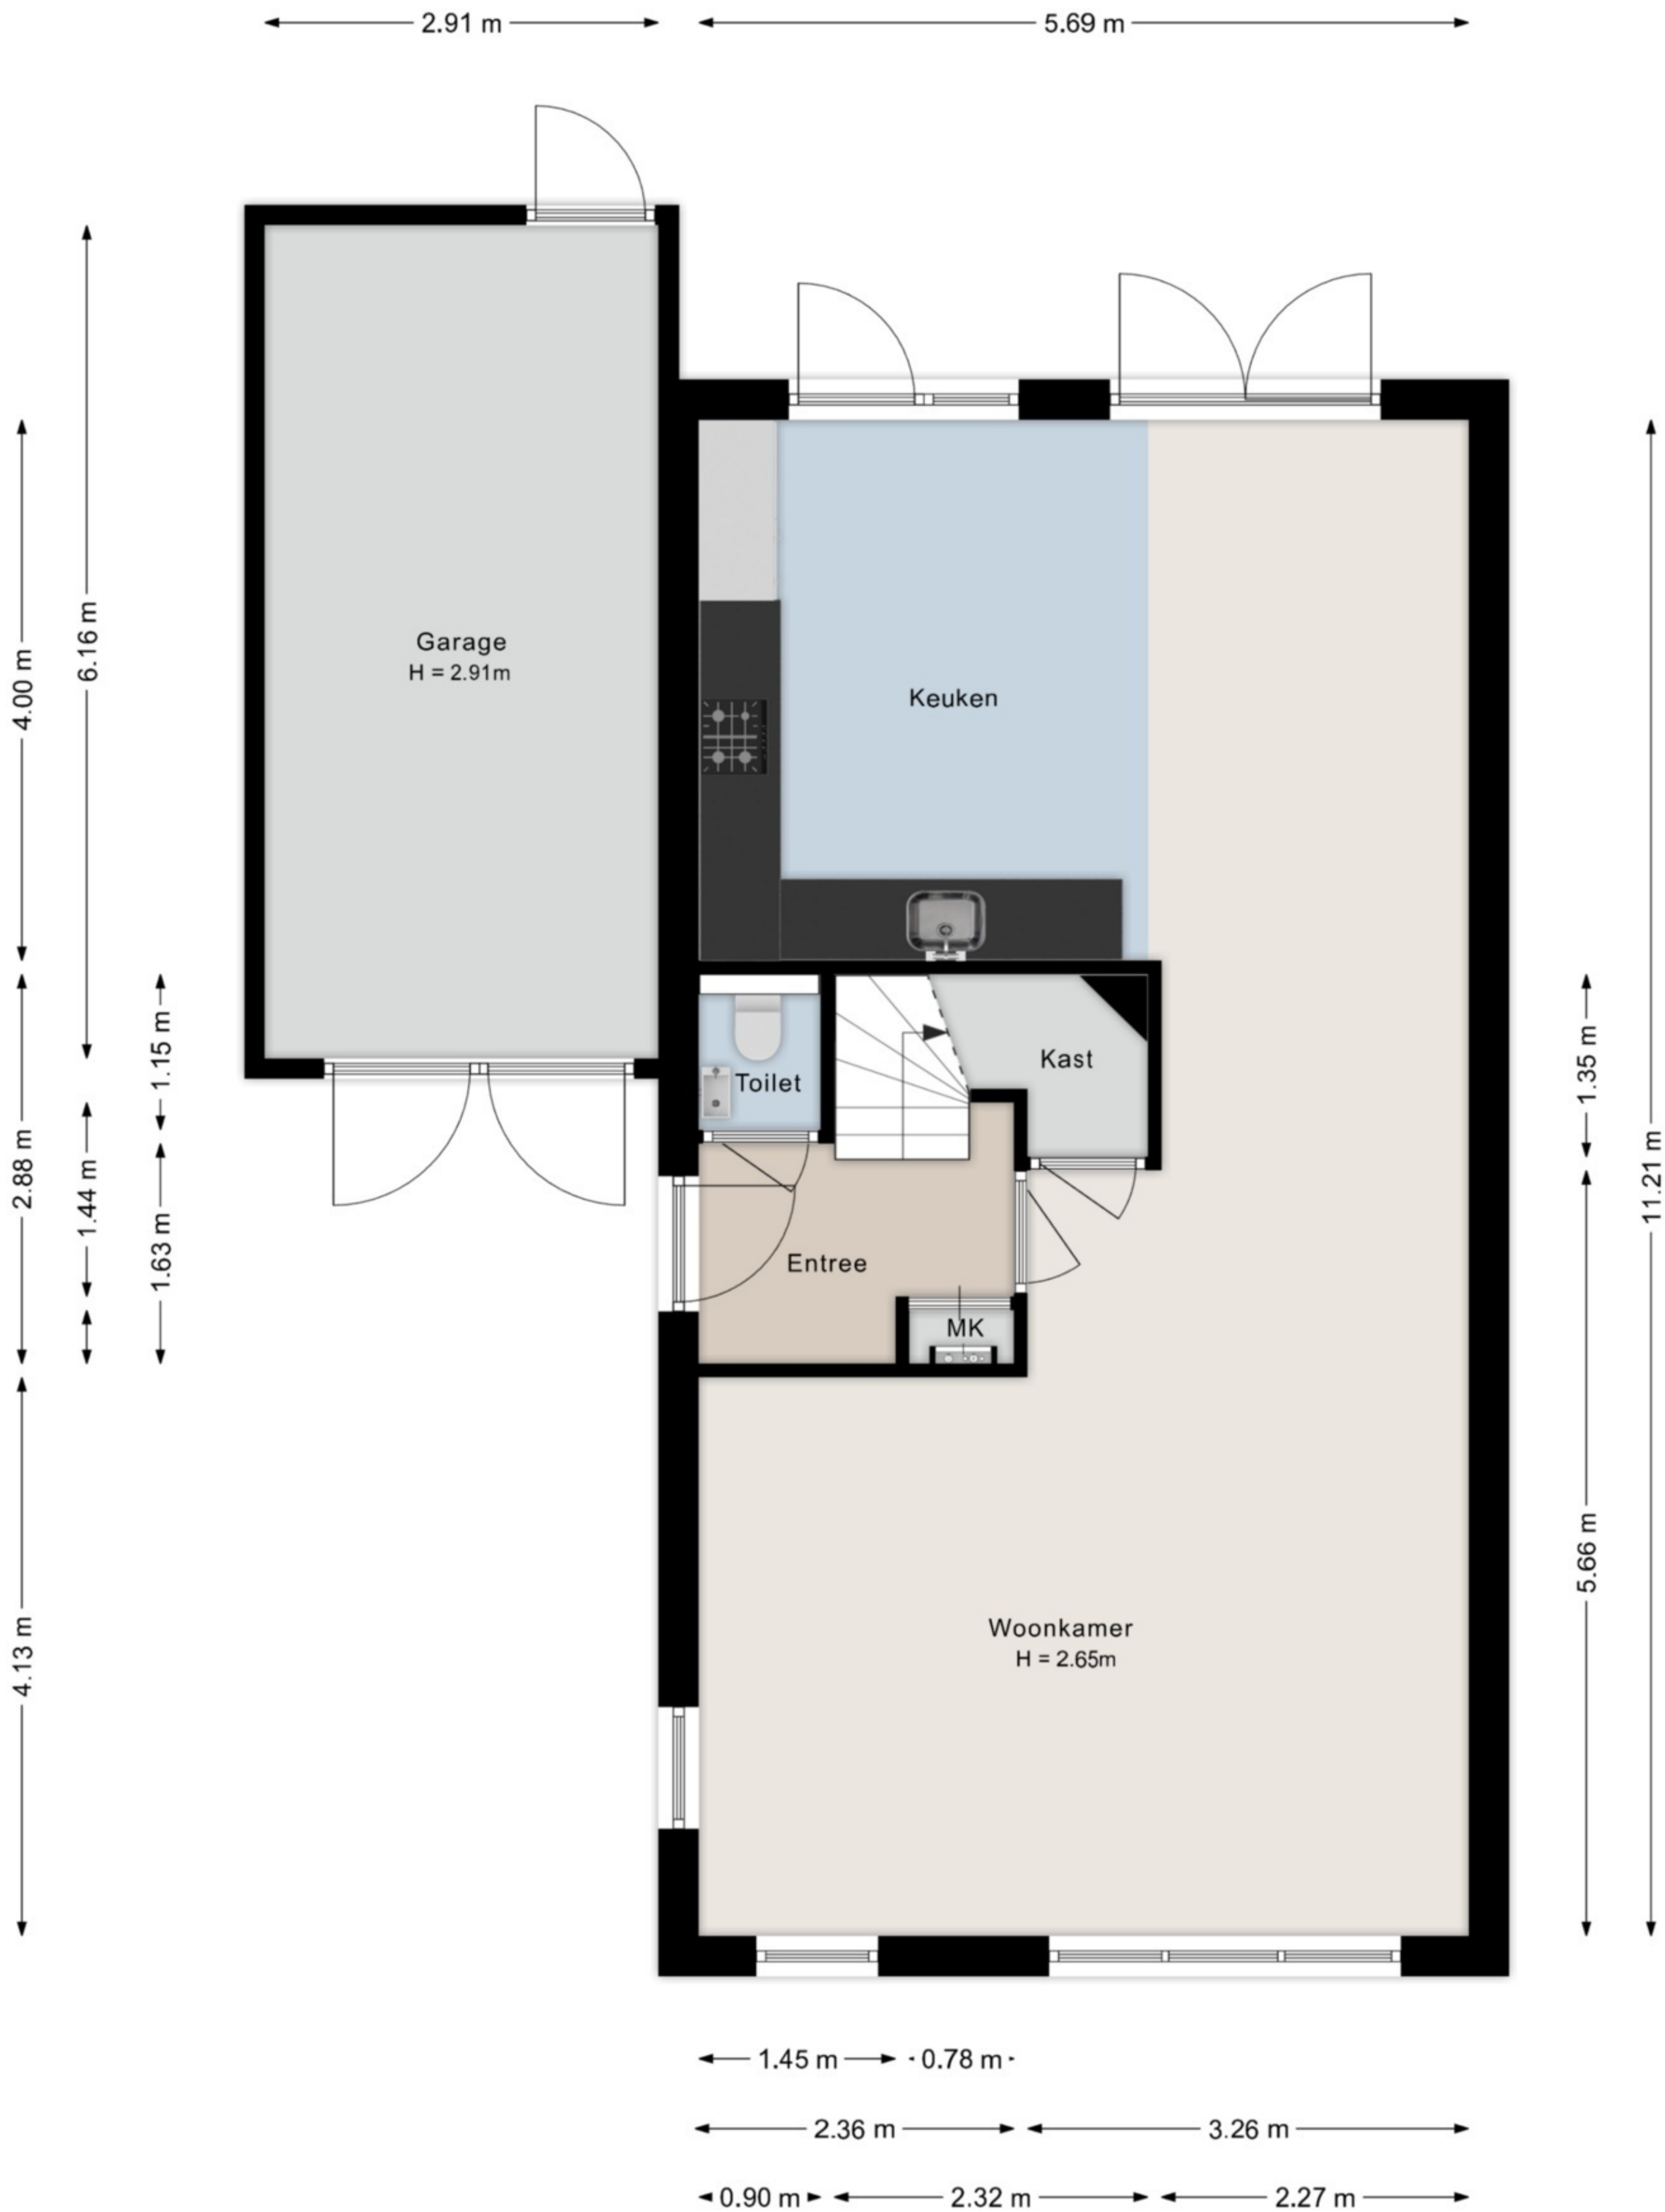 2.91 m
5.69 m
Garage
H = 2.91m
Keuken
4.00 m
6.16 m
Toilet
Kast
1.15 m
1.35 m
2.88 m
1.44 m
1.63 m
11.21 m
Entree
MK
5.66 m
4.13 m
Woonkamer
H = 2.65m
1.45 m
0.78 m
2.36 m
3.26 m
0.90 m
2.32 m
2.27 m